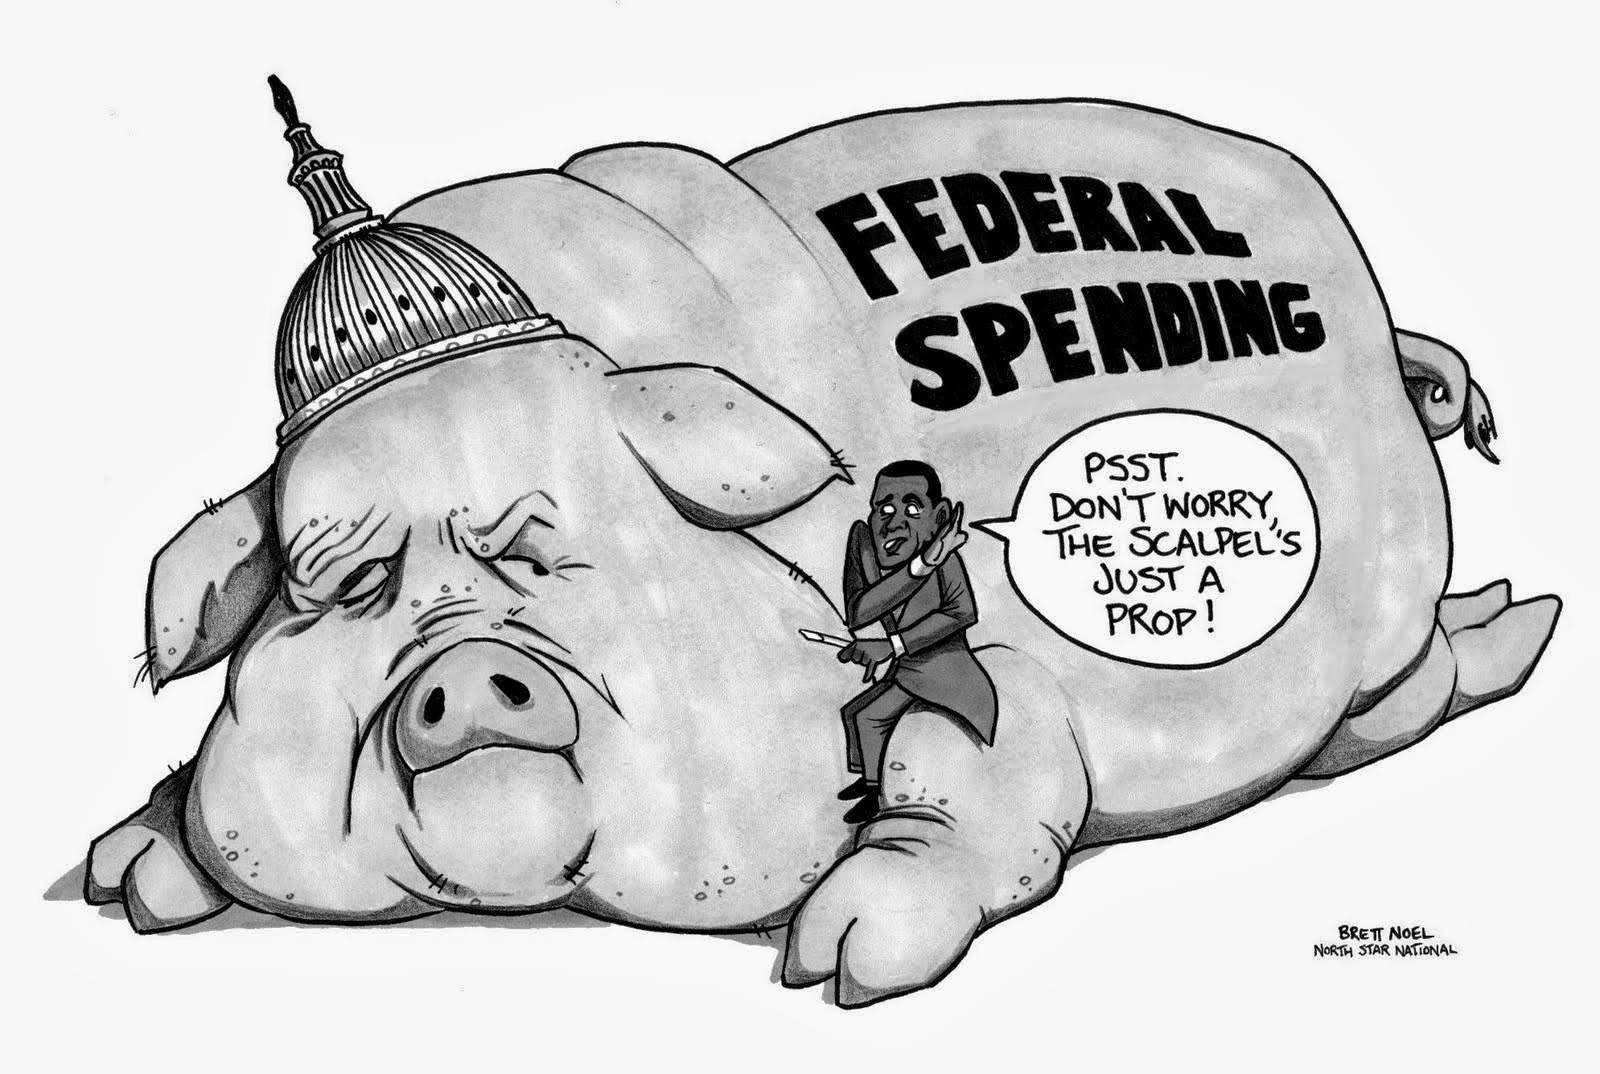 FEDERAL
SPENDING
PSST.
DON'T WORRY,
THE SCALPEL'S
JUST A
PROP!
BRETT NOEL
NORTH STAR NATIONAL